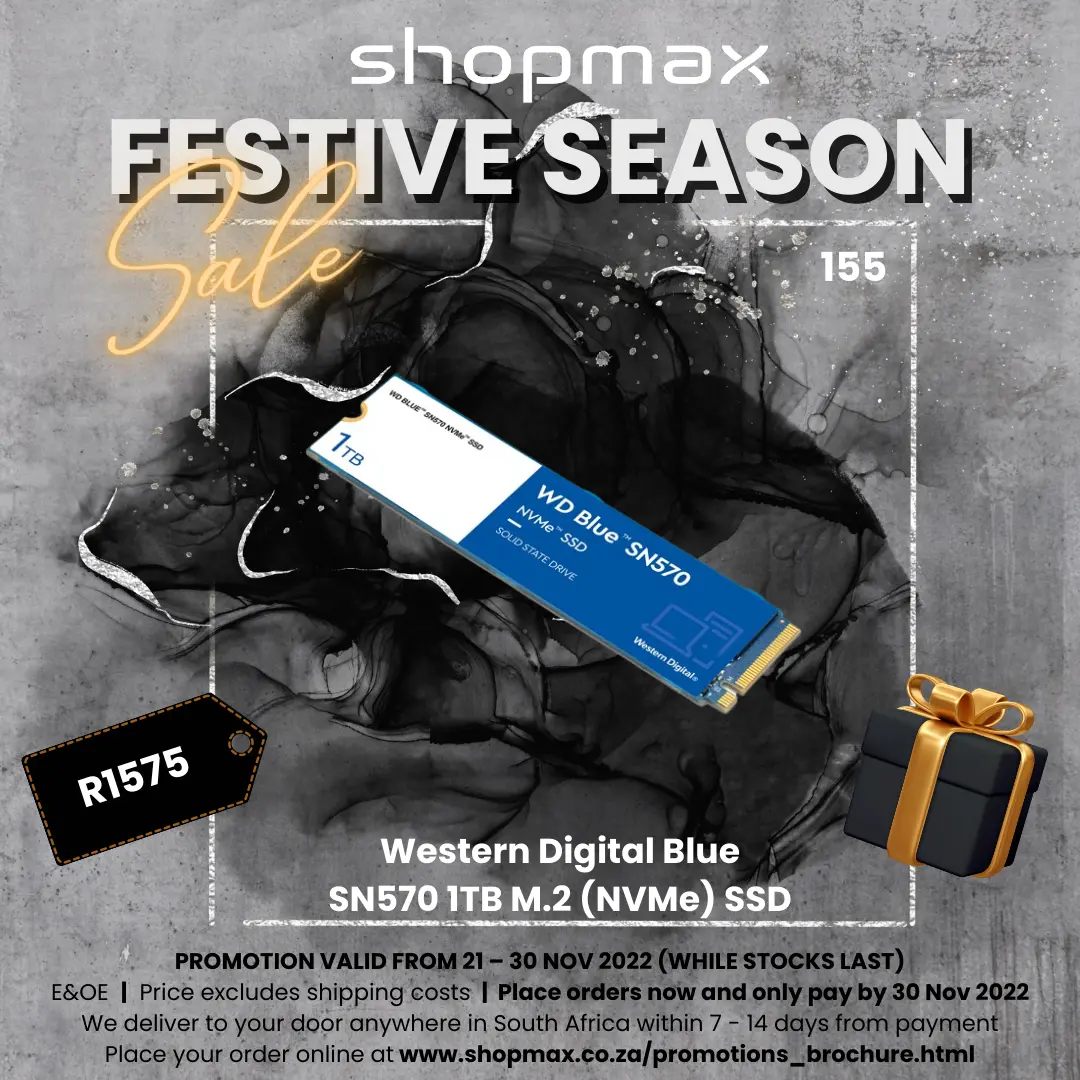 shopmax
FESTIVE SEASON
Sale
155
WD BLUE™ SN570 NVMe™ SSD
1TB
WD Blue™ SN570
NVMe™ SSD
SOLID STATE DRIVE
Western Digital®
R1575
Western Digital Blue
SN570 1TB M.2 (NVMe) SSD
PROMOTION VALID FROM 21 – 30 NOV 2022 (WHILE STOCKS LAST)
E&OE | Price excludes shipping costs | Place orders now and only pay by 30 Nov 2022
We deliver to your door anywhere in South Africa within 7 - 14 days from payment
Place your order online at www.shopmax.co.za/promotions_brochure.html